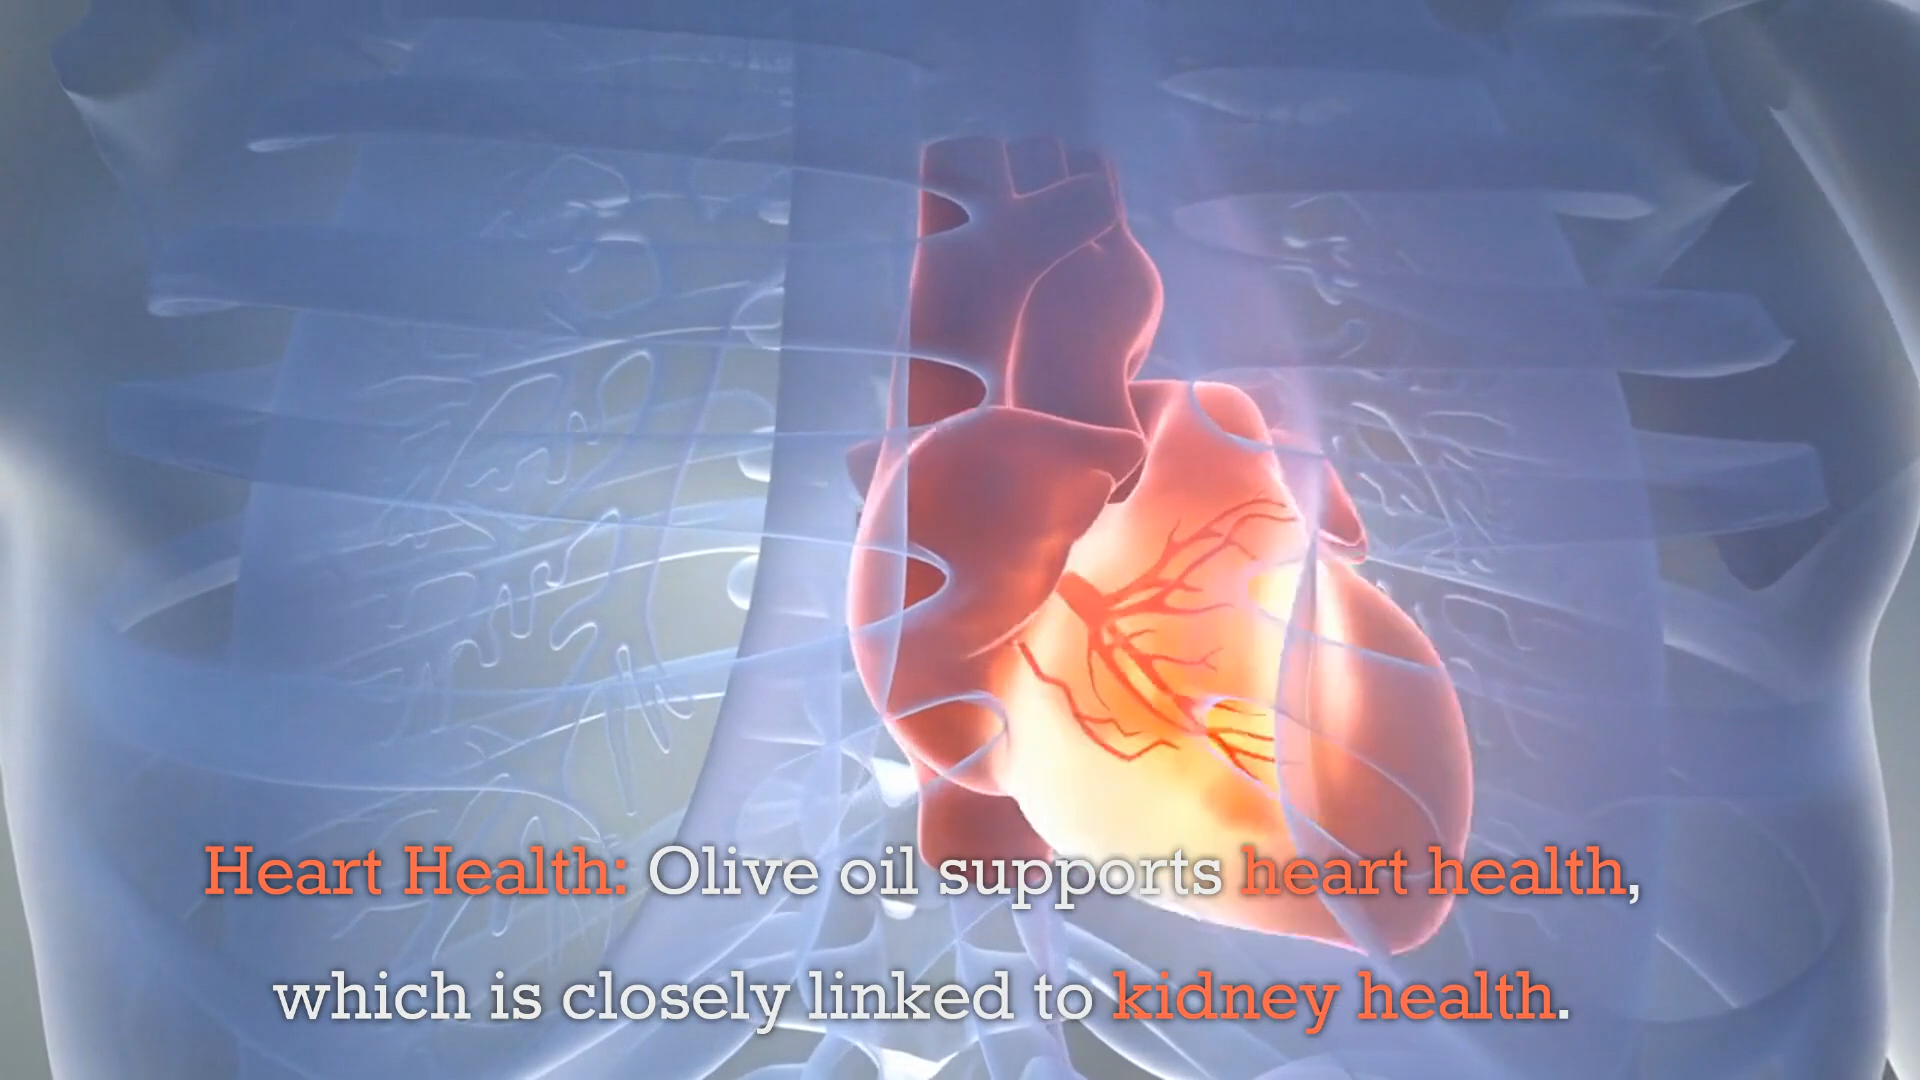 Heart Health: Olive oil supports heart health,
which is closely linked to kidney health.